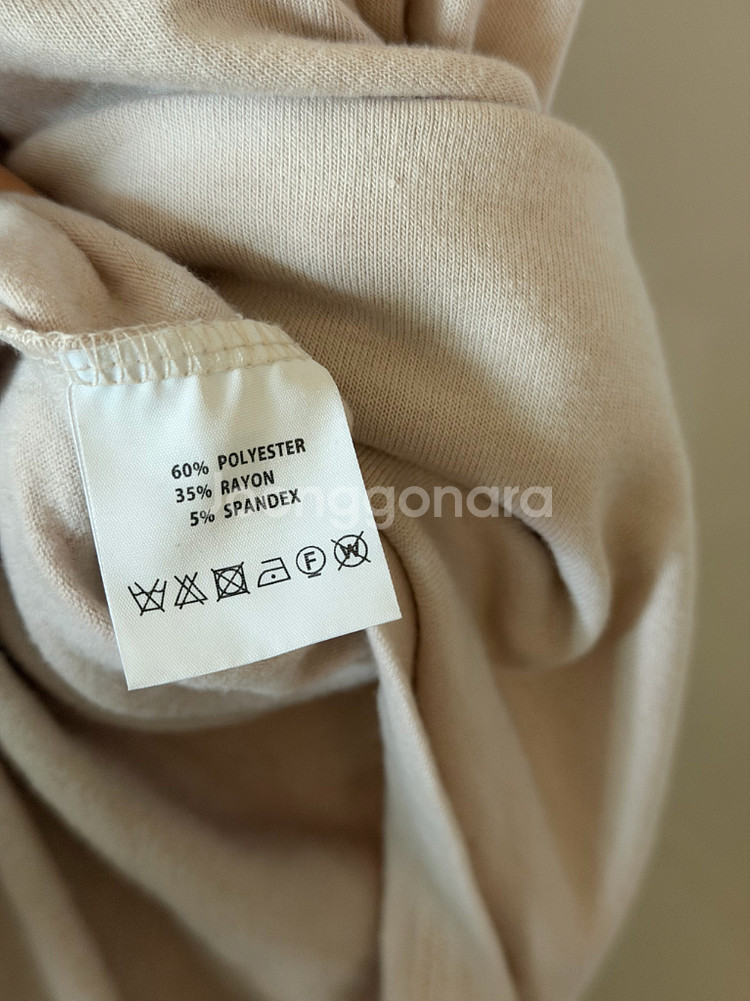 60% POLYESTER
35% RAYON
5% SPANDEX
F W